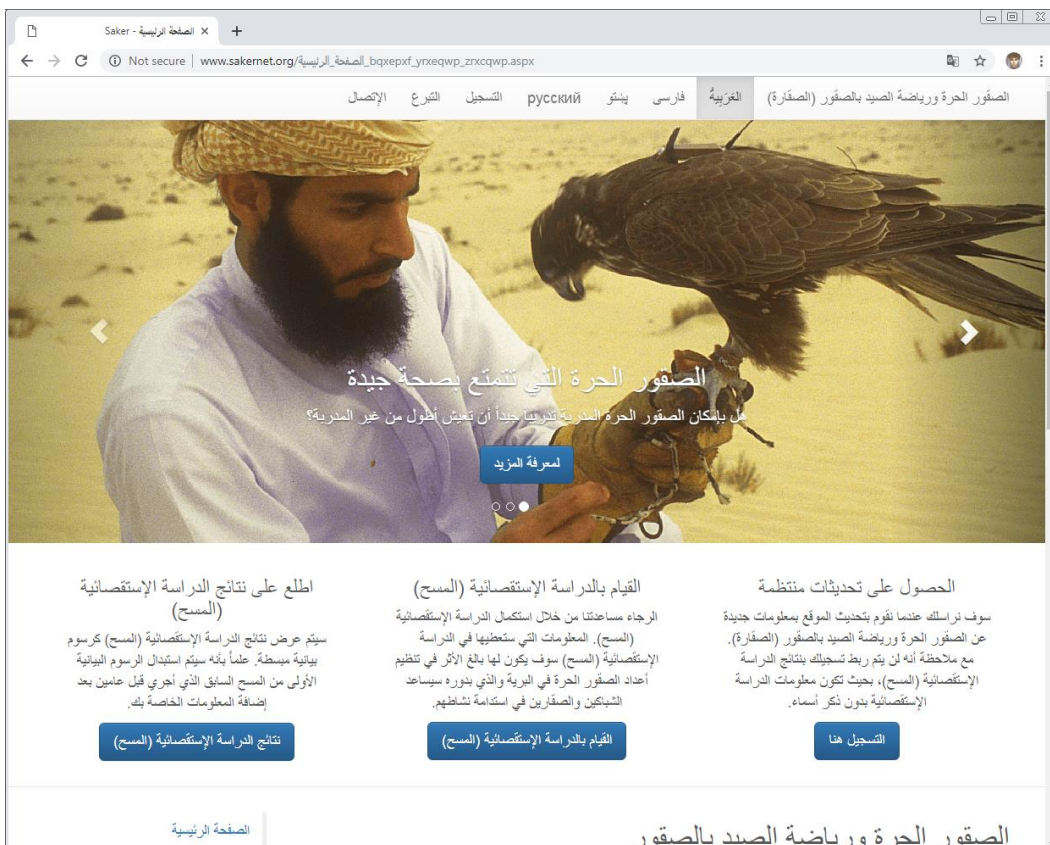 الصفحة الرئيسية - Saker
Not secure | www.sakernet.org/الصفحة_الرئيسية_bqxepxf_yrxeqwp_zrxcqwp.aspx
الصقور الحرة ورياضة الصيد بالصقور (الصقارة) العَرَبِيةُ فارسی پښتو русский التسجيل التبرع الإتصال
الصقور الحرة التي تتمتع بصحة جيدة
هل بإمكان الصقور الحرة المدربة تدريبا جيداً أن تعيش أطول من غير المدربة؟
لمعرفة المزيد
الحصول على تحديثات منتظمة
سوف نراسلك عندما نقوم بتحديث الموقع بمعلومات جديدة
عن الصقور الحرة ورياضة الصيد بالصقور (الصقارة).
مع ملاحظة أنه لن يتم ربط تسجيلك بنتائج الدراسة
الإستقصائية (المسح)، بحيث تكون معلومات الدراسة
الإستقصائية بدون ذكر أسماء.
التسجيل هنا
القيام بالدراسة الإستقصائية (المسح)
الرجاء مساعدتنا من خلال استكمال الدراسة الإستقصائية
(المسح). المعلومات التي ستعطيها في الدراسة
الإستقصائية (المسح) سوف يكون لها بالغ الأثر في تنظيم
أعداد الصقور الحرة في البرية والذي بدوره سيساعد
الشباكين والصقارين في استدامة نشاطهم.
القيام بالدراسة الإستقصائية (المسح)
اطلع على نتائج الدراسة الإستقصائية
(المسح)
سيتم عرض نتائج الدراسة الإستقصائية (المسح) كرسوم
بيانية مبسطة. علماً بأنه سيتم استبدال الرسوم البيانية
الأولى من المسح السابق الذي أجري قبل عامين بعد
إضافة المعلومات الخاصة بك.
نتائج الدراسة الإستقصائية (المسح)
الصقور الحرة ورياضة الصيد بالصقور
الصفحة الرئيسية